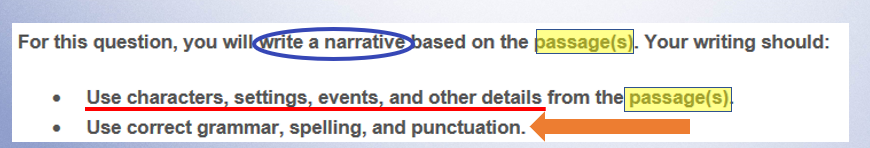 For this question, you will write a narrative based on the passage(s). Your writing should:
• Use characters, settings, events, and other details from the passage(s).
• Use correct grammar, spelling, and punctuation.